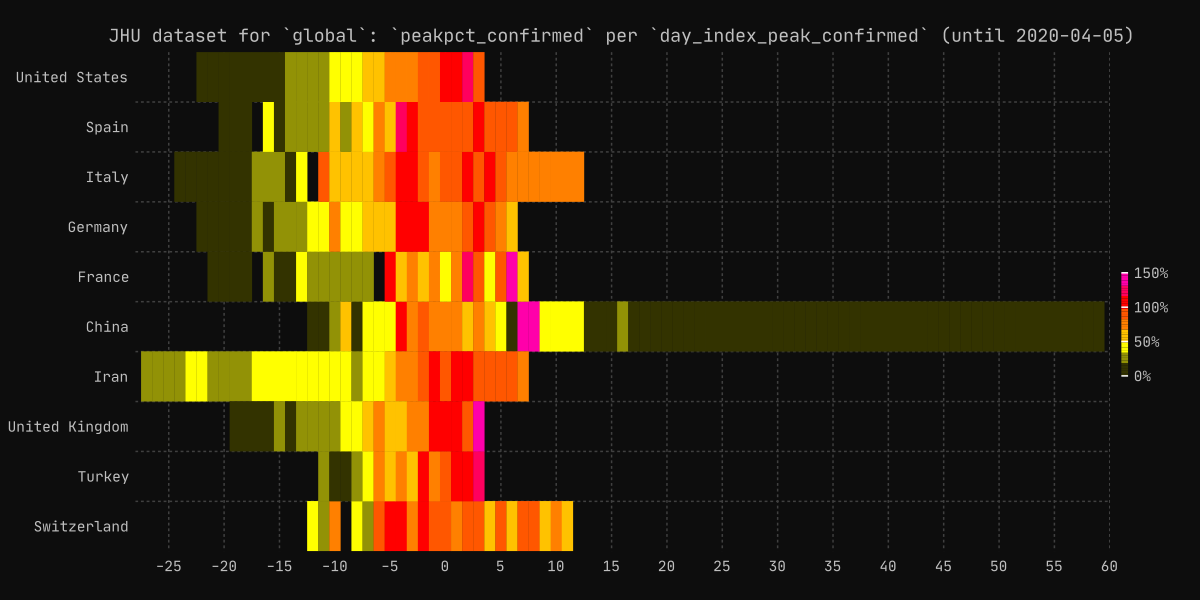 JHU dataset for `global`: `peakpct_confirmed` per `day_index_peak_confirmed` (until 2020-04-05)
United States
Spain
Italy
Germany
France
China
Iran
United Kingdom
Turkey
Switzerland
150%
100%
50%
0%
-25 -20 -15 -10 -5 0 5 10 15 20 25 30 35 40 45 50 55 60